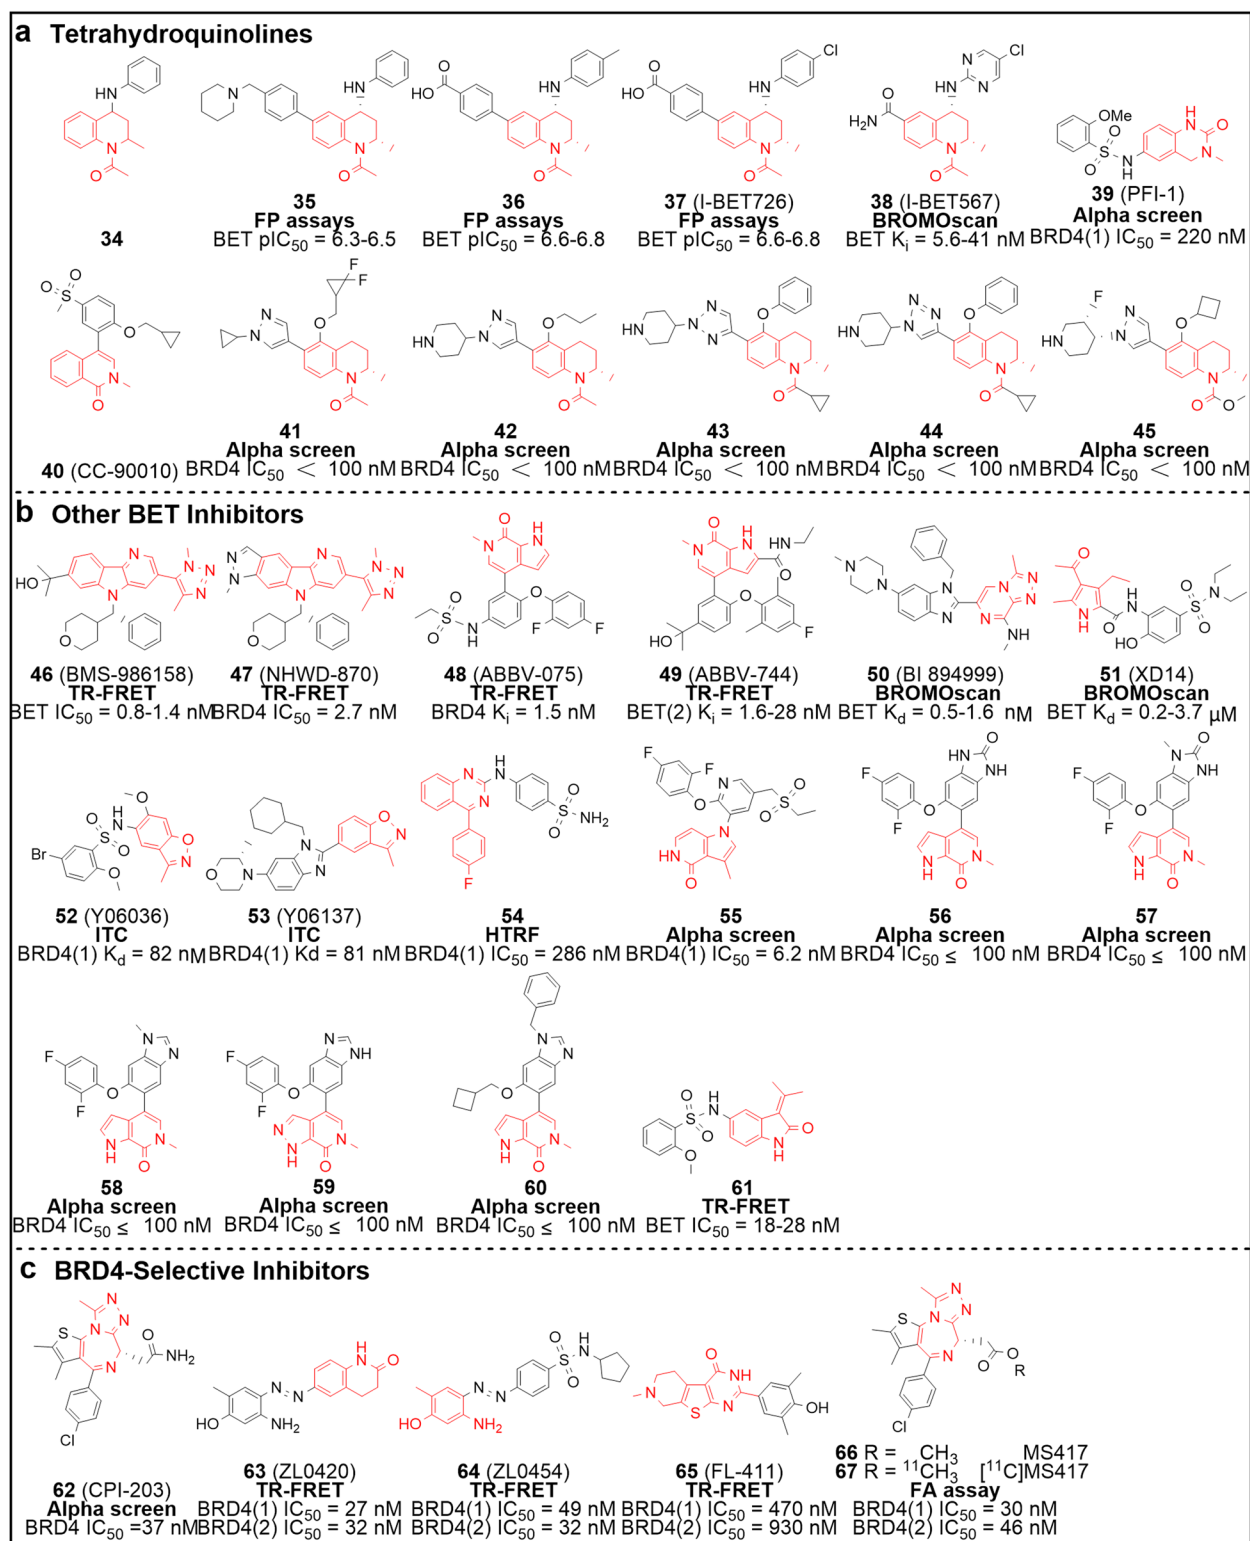 a Tetrahydroquinolines
34
35
FP assays
BET pIC50 = 6.3-6.5
36
FP assays
BET pIC50 = 6.6-6.8
37 (I-BET726)
FP assays
BET pIC50 = 6.6-6.8
38 (I-BET567)
BROMOscan
BET Ki = 5.6-41 nM
39 (PFI-1)
Alpha screen
BRD4(1) IC50 = 220 nM
40 (CC-90010)
41
Alpha screen
BRD4 IC50 < 100 nM
42
Alpha screen
BRD4 IC50 < 100 nM
43
Alpha screen
BRD4 IC50 < 100 nM
44
Alpha screen
BRD4 IC50 < 100 nM
45
Alpha screen
BRD4 IC50 < 100 nM
b Other BET Inhibitors
46 (BMS-986158)
TR-FRET
BET IC50 = 0.8-1.4 nM
47 (NHWD-870)
TR-FRET
BRD4 IC50 = 2.7 nM
48 (ABBV-075)
TR-FRET
BRD4 Ki = 1.5 nM
49 (ABBV-744)
TR-FRET
BET(2) Ki = 1.6-28 nM
50 (BI 894999)
BROMOscan
BET Kd = 0.5-1.6 nM
51 (XD14)
BROMOscan
BET Kd = 0.2-3.7 μM
52 (Y06036)
ITC
BRD4(1) Kd = 82 nM
53 (Y06137)
ITC
BRD4(1) Kd = 81 nM
54
HTRF
BRD4(1) IC50 = 286 nM
55
Alpha screen
BRD4(1) IC50 = 6.2 nM
56
Alpha screen
BRD4 IC50 ≤ 100 nM
57
Alpha screen
BRD4 IC50 ≤ 100 nM
58
Alpha screen
BRD4 IC50 ≤ 100 nM
59
Alpha screen
BRD4 IC50 ≤ 100 nM
60
Alpha screen
BRD4 IC50 ≤ 100 nM
61
TR-FRET
BET IC50 = 18-28 nM
c BRD4-Selective Inhibitors
62 (CPI-203)
Alpha screen
BRD4 IC50 =37 nM
63 (ZL0420)
TR-FRET
BRD4(1) IC50 = 27 nM
BRD4(2) IC50 = 32 nM
64 (ZL0454)
TR-FRET
BRD4(1) IC50 = 49 nM
BRD4(2) IC50 = 32 nM
65 (FL-411)
TR-FRET
BRD4(1) IC50 = 470 nM
BRD4(2) IC50 = 930 nM
66 R = CH3 MS417
67 R = 11CH3 [11C]MS417
FA assay
BRD4(1) IC50 = 30 nM
BRD4(2) IC50 = 46 nM